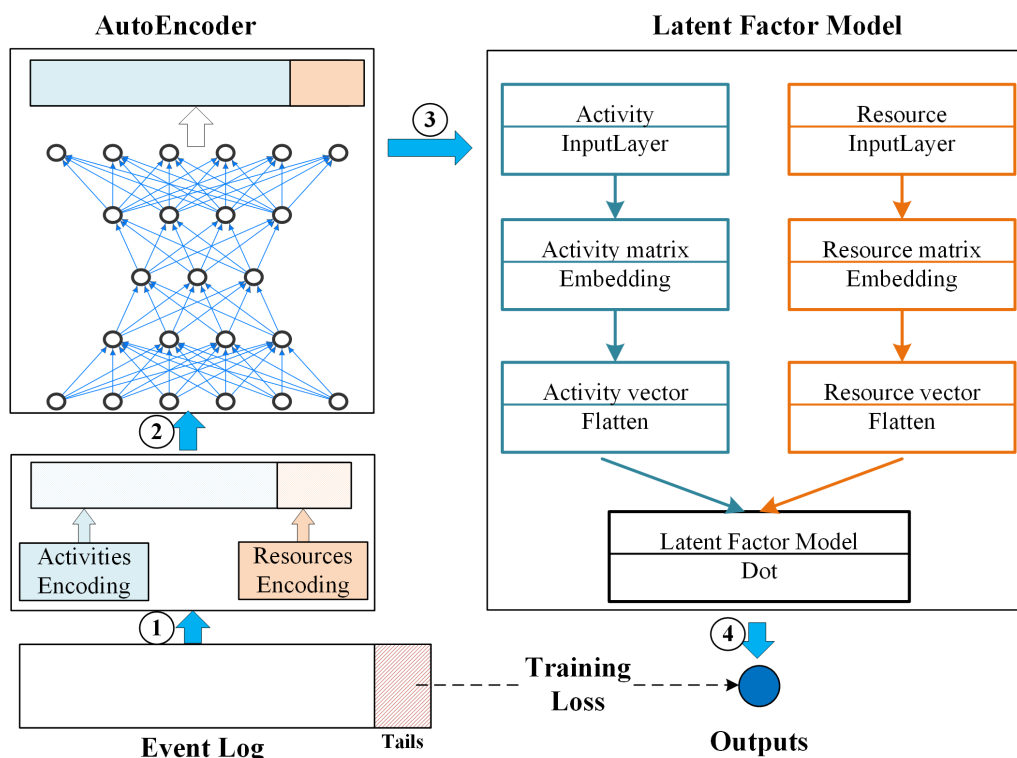 AutoEncoder
Latent Factor Model
3
Activity
InputLayer
Resource
InputLayer
Activity matrix
Embedding
Resource matrix
Embedding
Activity vector
Flatten
Resource vector
Flatten
2
Latent Factor Model
Dot
Activities
Encoding
Resources
Encoding
1
4
Training
Loss
Event Log
Tails
Outputs